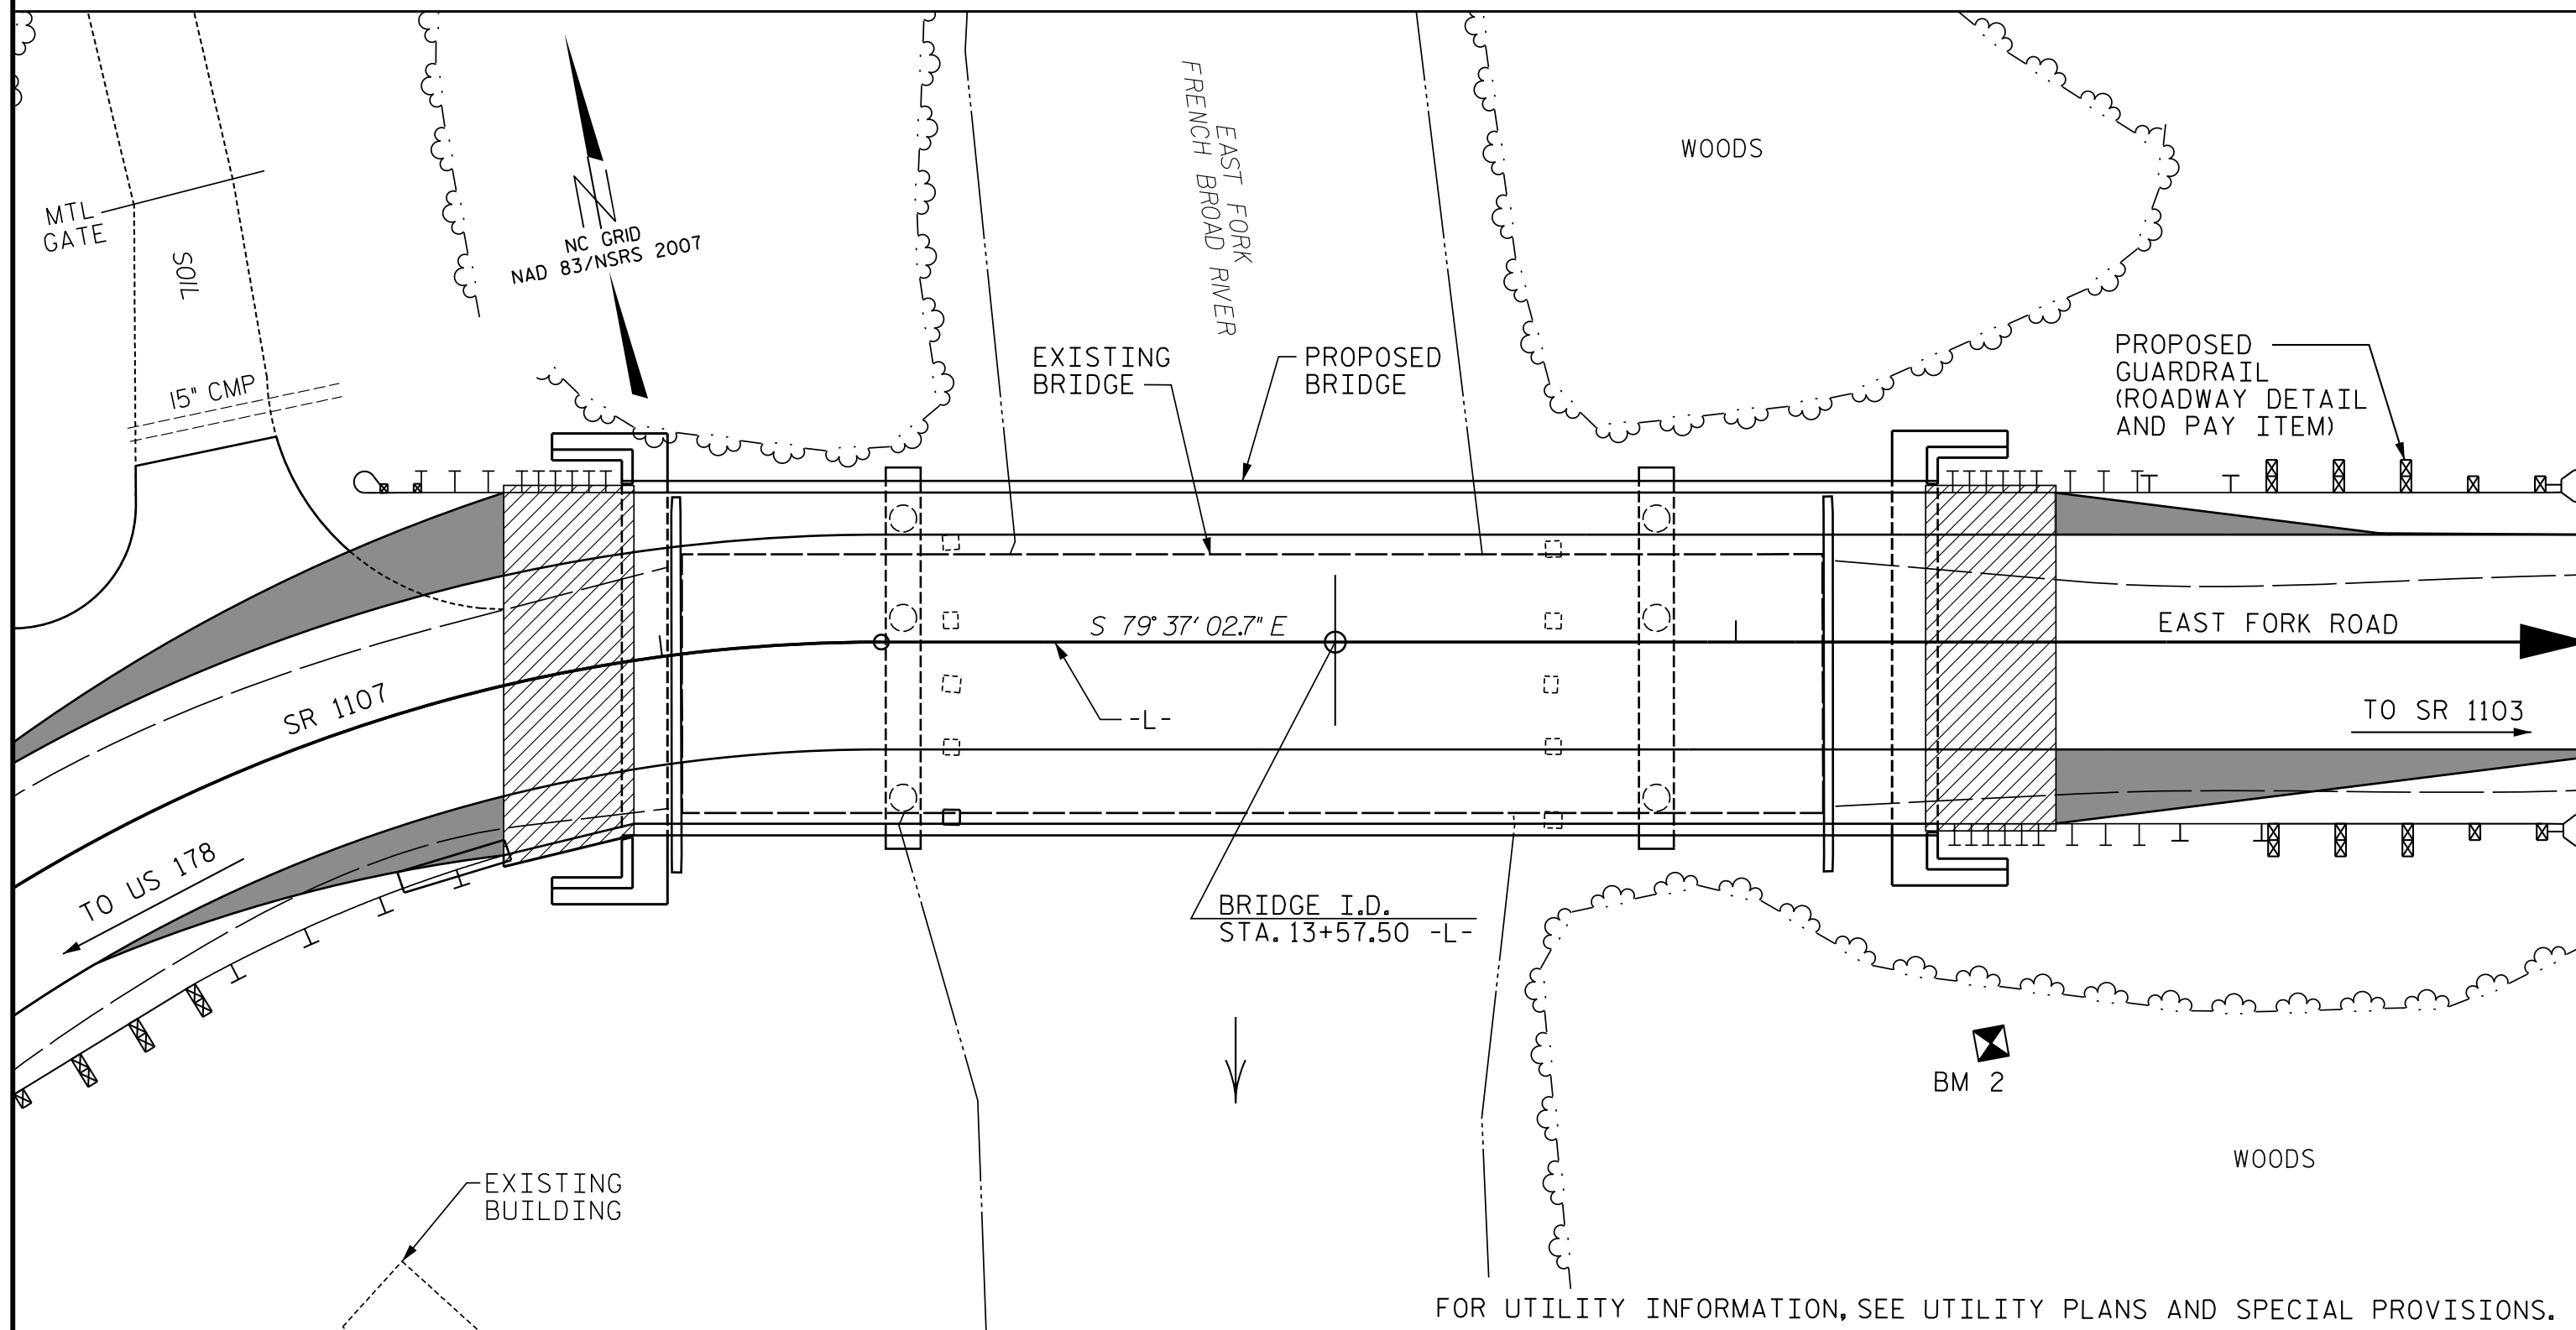 EAST FORK
FRENCH BROAD RIVER
WOODS
MTL
GATE
SOIL
NC GRID
NAD 83/NSRS 2007
15" CMP
EXISTING
BRIDGE
PROPOSED
BRIDGE
PROPOSED
GUARDRAIL
(ROADWAY DETAIL
AND PAY ITEM)
S 79° 37' 02.7" E
EAST FORK ROAD
SR 1107
-L-
TO SR 1103
TO US 178
BRIDGE I.D.
STA. 13+57.50 -L-
BM 2
WOODS
EXISTING
BUILDING
FOR UTILITY INFORMATION, SEE UTILITY PLANS AND SPECIAL PROVISIONS.